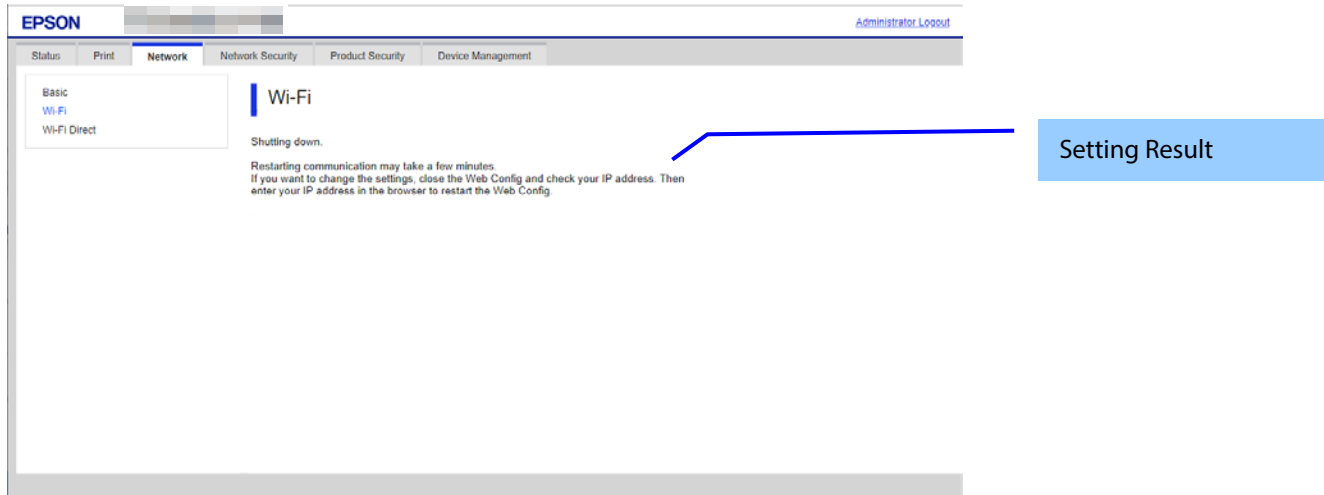 EPSON
Administrator Logout
Status Print Network Network Security Product Security Device Management
Basic
Wi-Fi
Wi-Fi Direct
Wi-Fi
Shutting down.
Restarting communication may take a few minutes.
If you want to change the settings, close the Web Config and check your IP address. Then
enter your IP address in the browser to restart the Web Config.
Setting Result